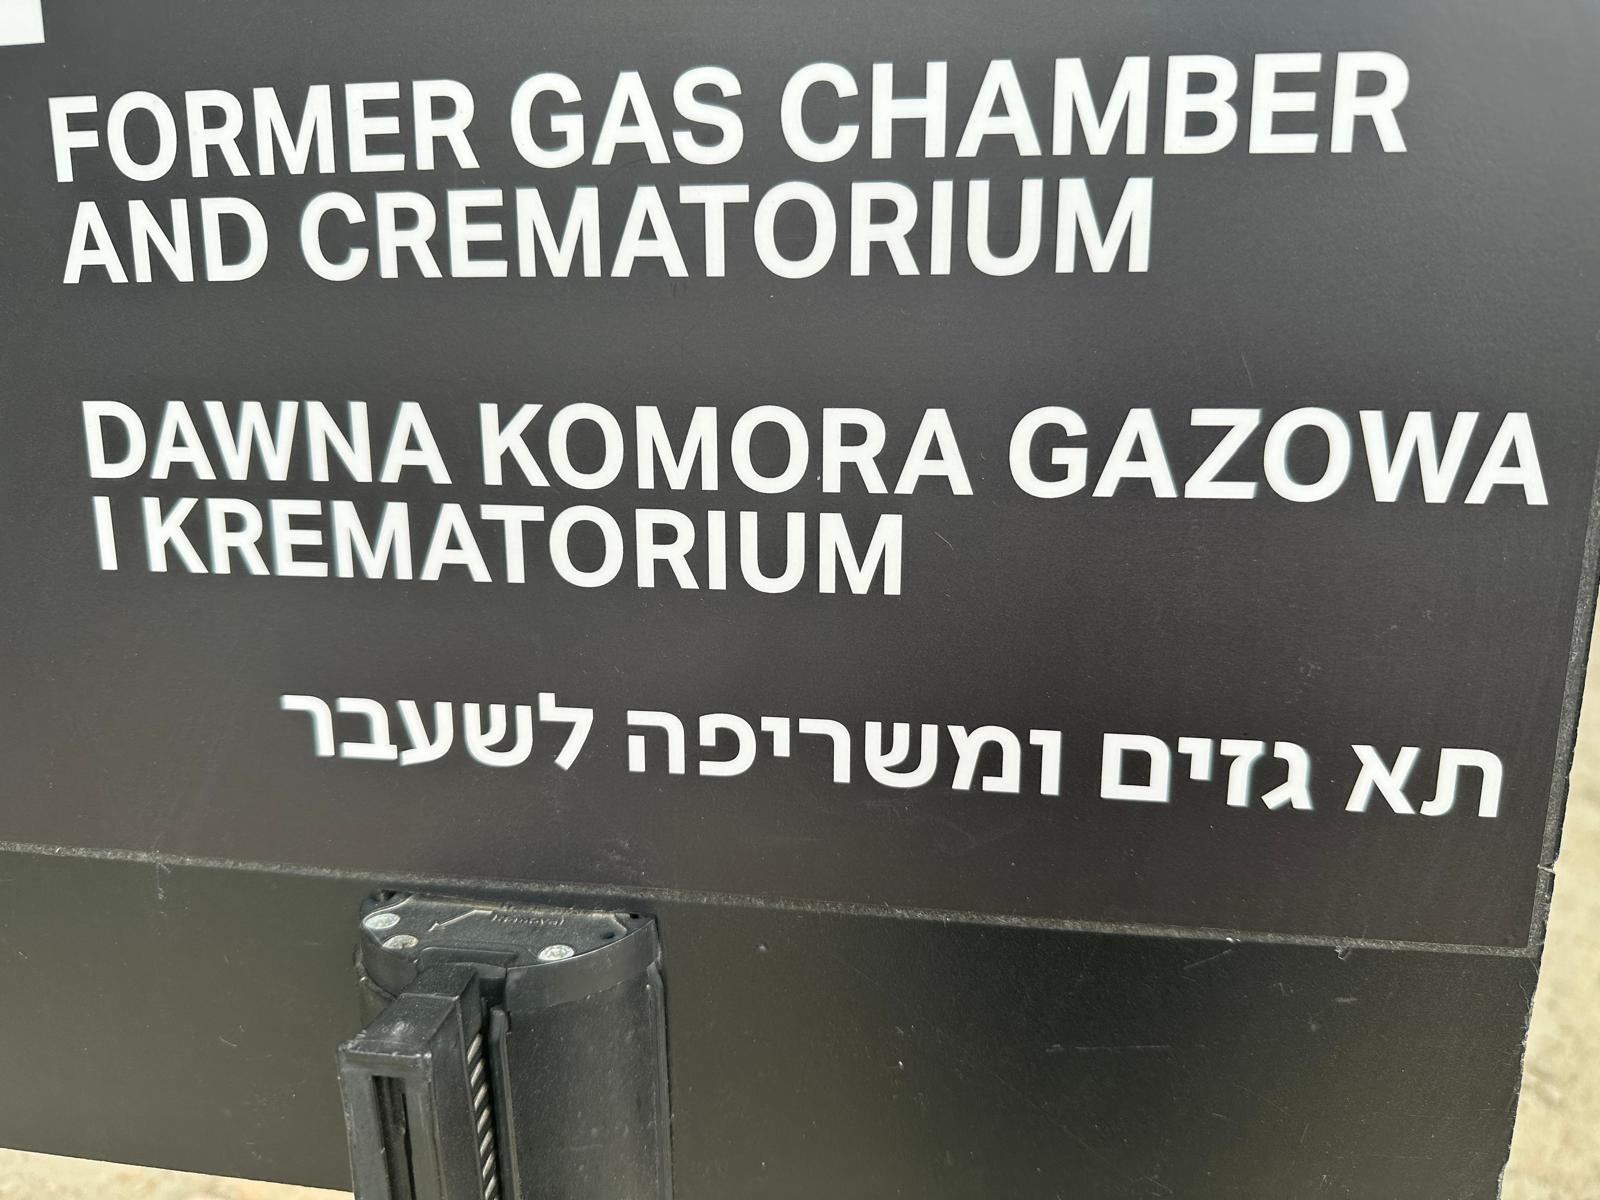 FORMER GAS CHAMBER
AND CREMATORIUM
DAWNA KOMORA GAZOWA
I KREMATORIUM
תא גזים ומשריפה לשעבר